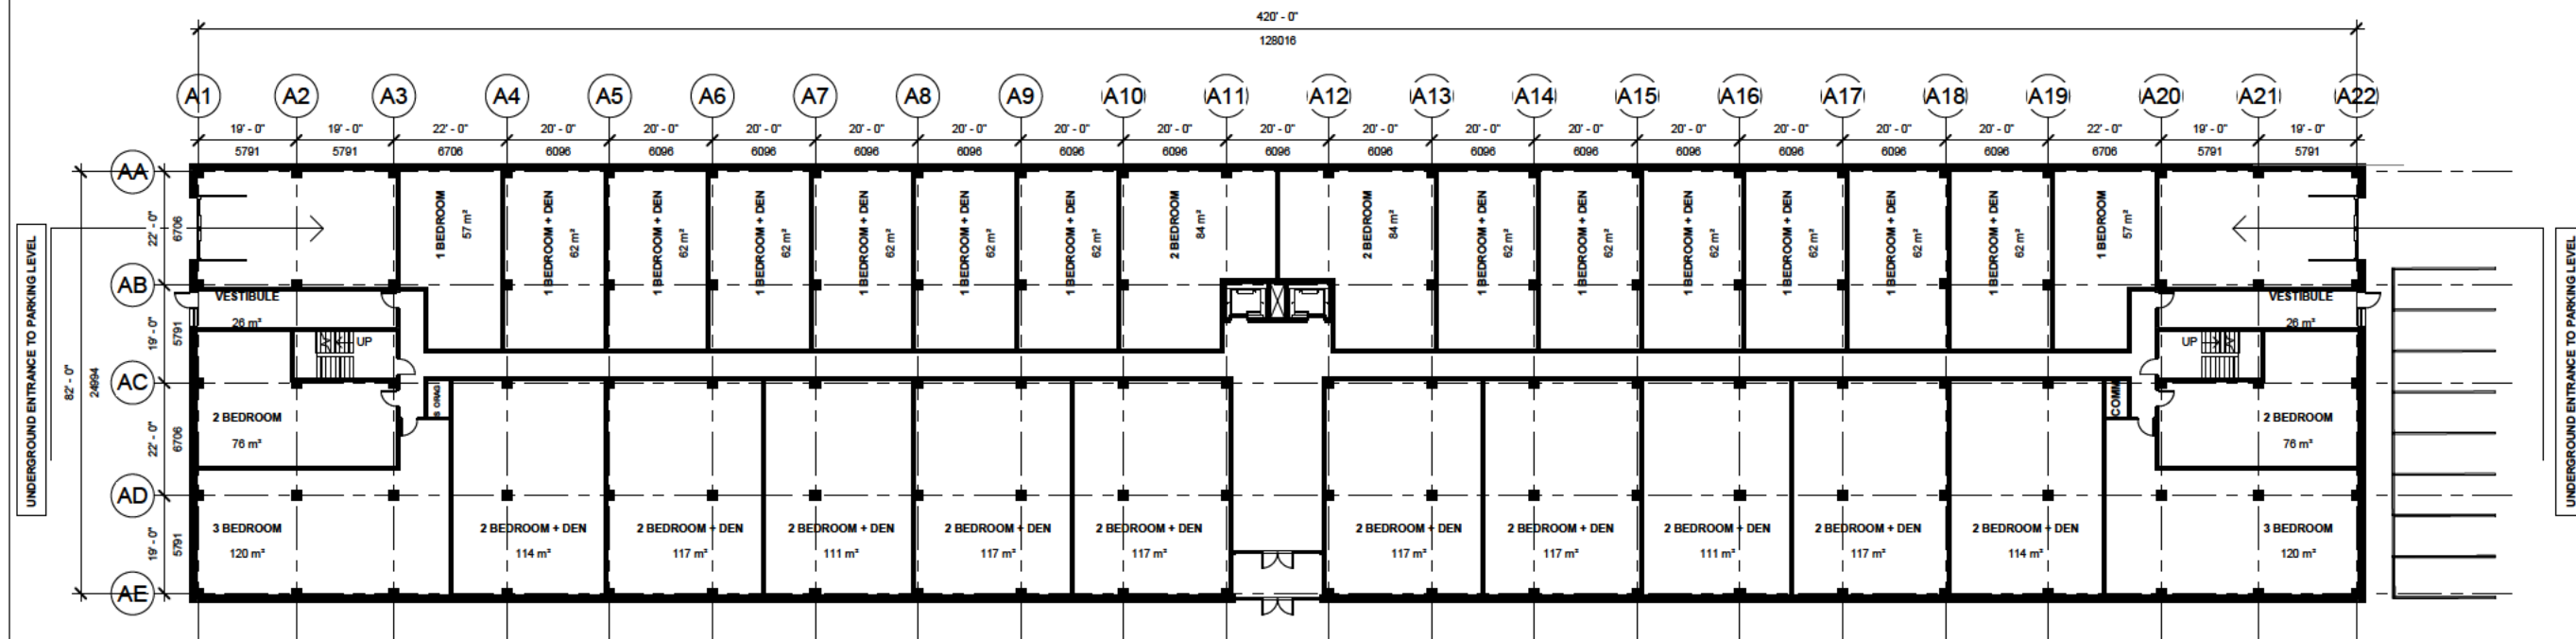 420' - 0"
128016
A1 A2 A3 A4 A5 A6 A7 A8 A9 A10 A11 A12 A13 A14 A15 A16 A17 A18 A19 A20 A21 A22
19' - 0" 19' - 0" 22' - 0" 20' - 0" 20' - 0" 20' - 0" 20' - 0" 20' - 0" 20' - 0" 20' - 0" 20' - 0" 20' - 0" 20' - 0" 20' - 0" 20' - 0" 20' - 0" 20' - 0" 20' - 0" 22' - 0" 19' - 0" 19' - 0"
5791 5791 6706 6096 6096 6096 6096 6096 6096 6096 6096 6096 6096 6096 6096 6096 6096 6096 6706 5791 5791
AA
AB
AC
AD
AE
82' - 0"
24994
22' - 0"
6706
19' - 0"
5791
22' - 0"
6706
19' - 0"
5791
UNDERGROUND ENTRANCE TO PARKING LEVEL
1 BEDROOM
57 m²
1 BEDROOM + DEN
62 m²
1 BEDROOM + DEN
62 m²
1 BEDROOM + DEN
62 m²
1 BEDROOM + DEN
62 m²
1 BEDROOM + DEN
62 m²
1 BEDROOM + DEN
62 m²
2 BEDROOM
84 m²
2 BEDROOM
84 m²
1 BEDROOM + DEN
62 m²
1 BEDROOM + DEN
62 m²
1 BEDROOM + DEN
62 m²
1 BEDROOM + DEN
62 m²
1 BEDROOM + DEN
62 m²
1 BEDROOM + DEN
62 m²
1 BEDROOM
57 m²
VESTIBULE
26 m²
UP
VESTIBULE
26 m²
UP
2 BEDROOM
76 m²
COMM
2 BEDROOM
76 m²
3 BEDROOM
120 m²
2 BEDROOM + DEN
114 m²
2 BEDROOM + DEN
117 m²
2 BEDROOM + DEN
111 m²
2 BEDROOM + DEN
117 m²
2 BEDROOM + DEN
117 m²
2 BEDROOM + DEN
117 m²
2 BEDROOM + DEN
117 m²
2 BEDROOM + DEN
111 m²
2 BEDROOM + DEN
117 m²
2 BEDROOM + DEN
114 m²
3 BEDROOM
120 m²
UNDERGROUND ENTRANCE TO PARKING LEVEL